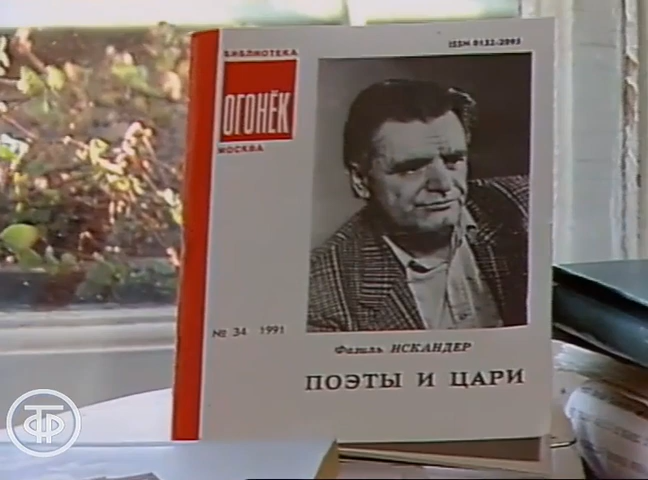 БИБЛИОТЕКА
ISSN 0132-2095
ОГОНЁК
МОСКВА
№ 34 1991
Фазиль ИСКАНДЕР
ПОЭТЫ И ЦАРИ